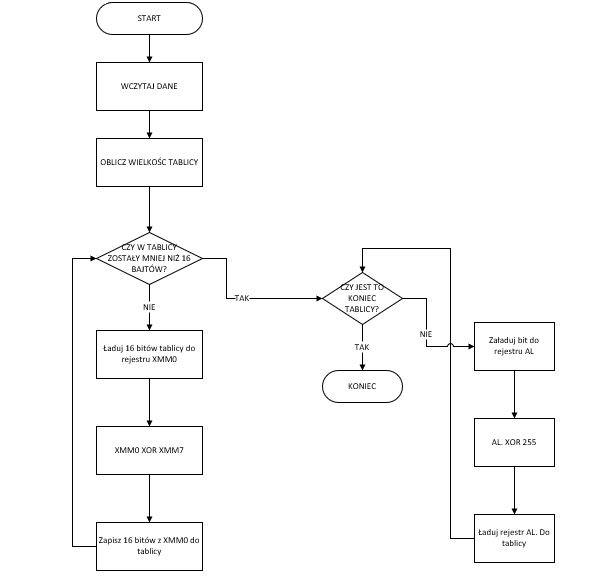 START
WCZYTAJ DANE
OBLICZ WIELKOŚC TABLICY
CZY W TABLICY
ZOSTAŁY MNIEJ NIŻ 16
BAJTÓW?
TAK
NIE
Ładuj 16 bitów tablicy do
rejestru XMM0
XMM0 XOR XMM7
Zapisz 16 bitów z XMM0 do
tablicy
CZY JEST TO
KONIEC
TABLICY?
TAK
KONIEC
NIE
Załaduj bit do
rejestru AL
AL. XOR 255
Ładuj rejestr AL. Do
tablicy